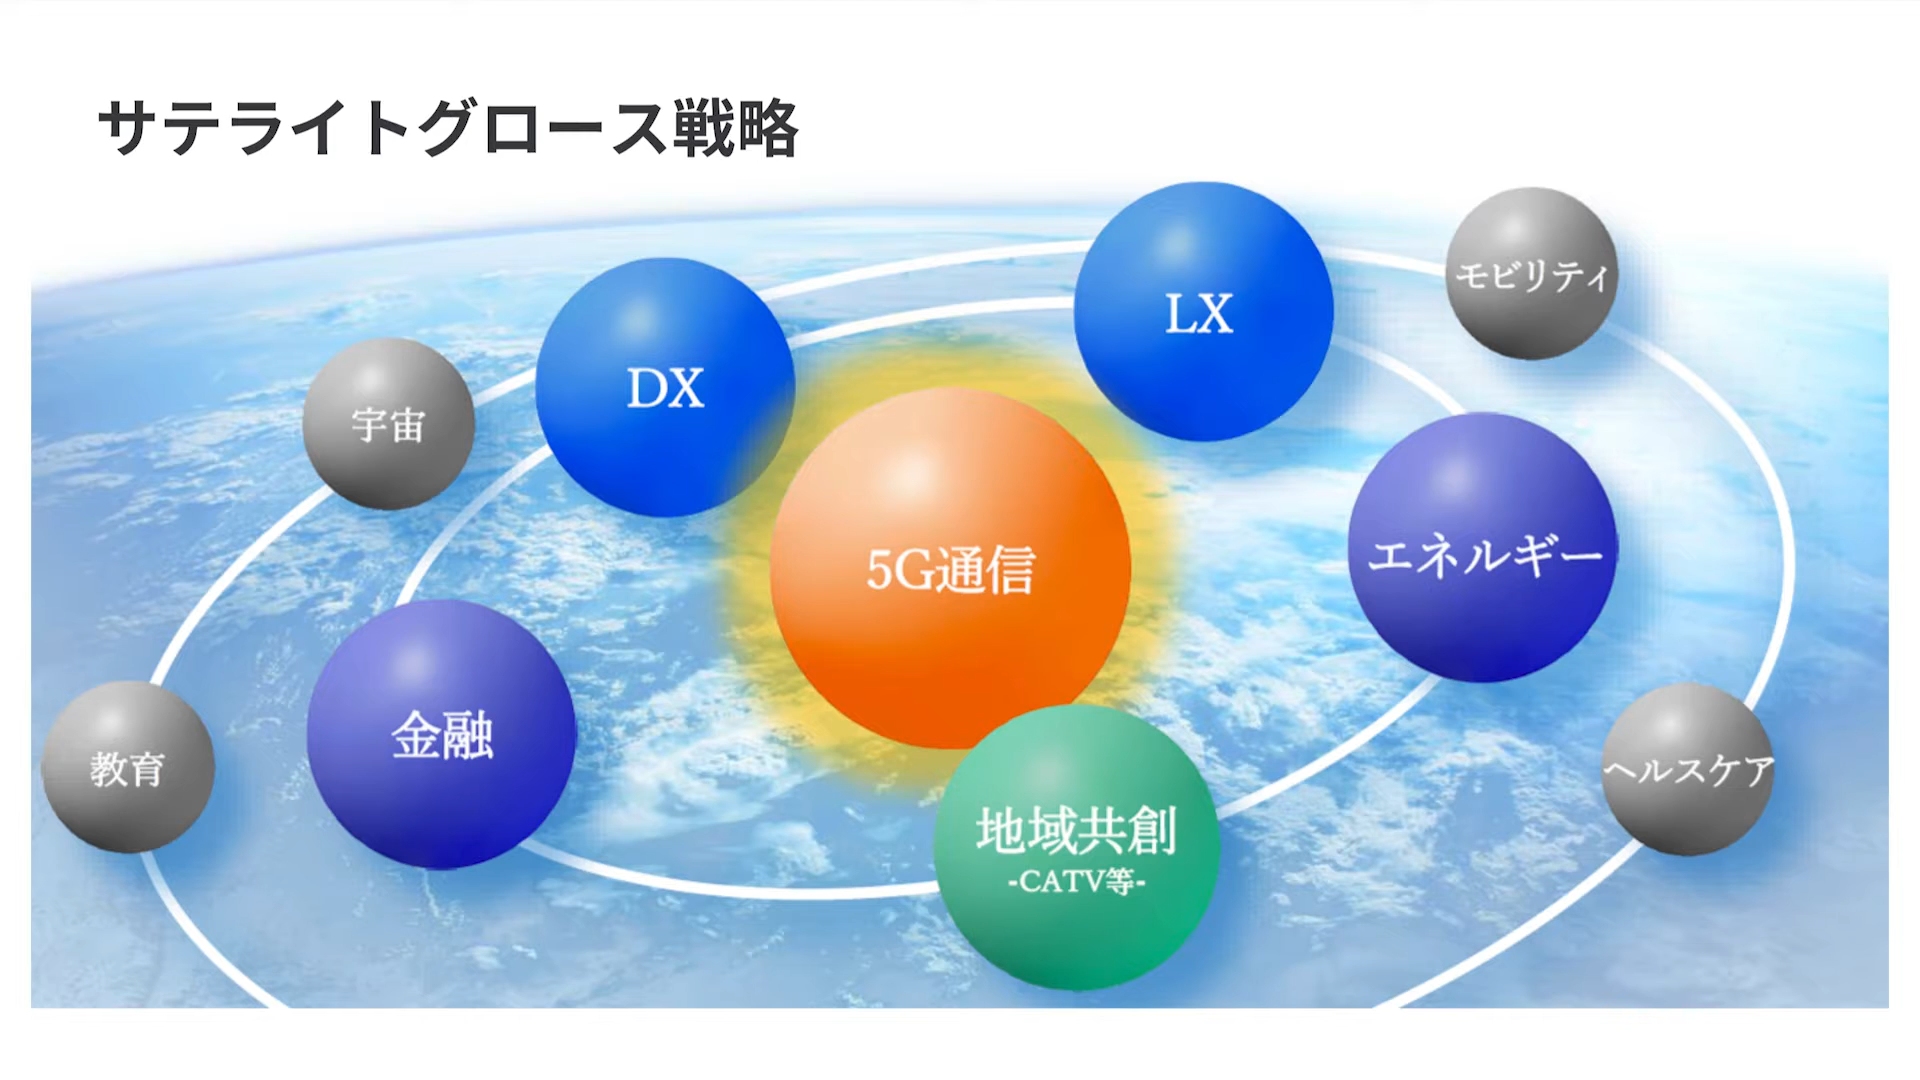 サテライトグロース戦略
LX
モビリティ
DX
宇宙
5G通信
エネルギー
金融
教育
ヘルスケア
地域共創
-CATV等-